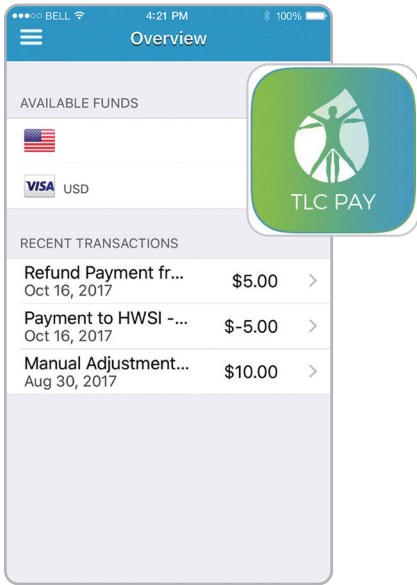 BELL 4:21 PM 100%
Overview
AVAILABLE FUNDS
VISA USD
TLC PAY
RECENT TRANSACTIONS
Refund Payment fr... $5.00
Oct 16, 2017
Payment to HWSI -... $-5.00
Oct 16, 2017
Manual Adjustment... $10.00
Aug 30, 2017